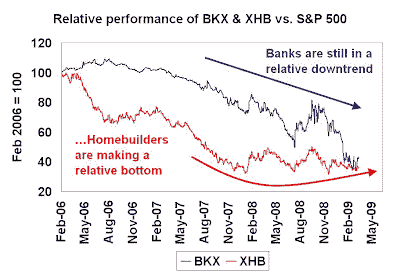 Relative performance of BKX & XHB vs. S&P 500
Feb 2006 = 100
120
100
80
60
40
20
Banks are still in a
relative downtrend
...Homebuilders
are making a
relative bottom
Feb-06
May-06
Aug-06
Nov-06
Feb-07
May-07
Aug-07
Nov-07
Feb-08
May-08
Aug-08
Nov-08
Feb-09
May-09
BKX
XHB